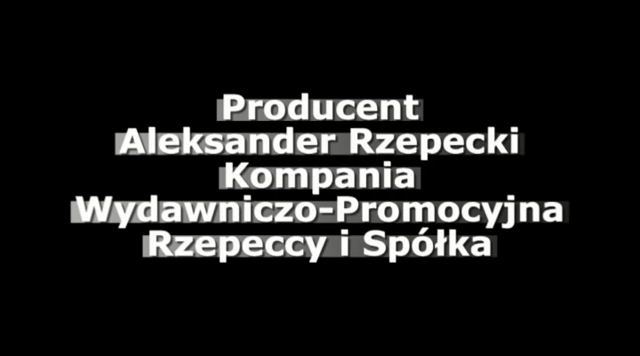 Producent
Aleksander Rzepecki
Kompania
Wydawniczo-Promocyjna
Rzepeccy i Spółka